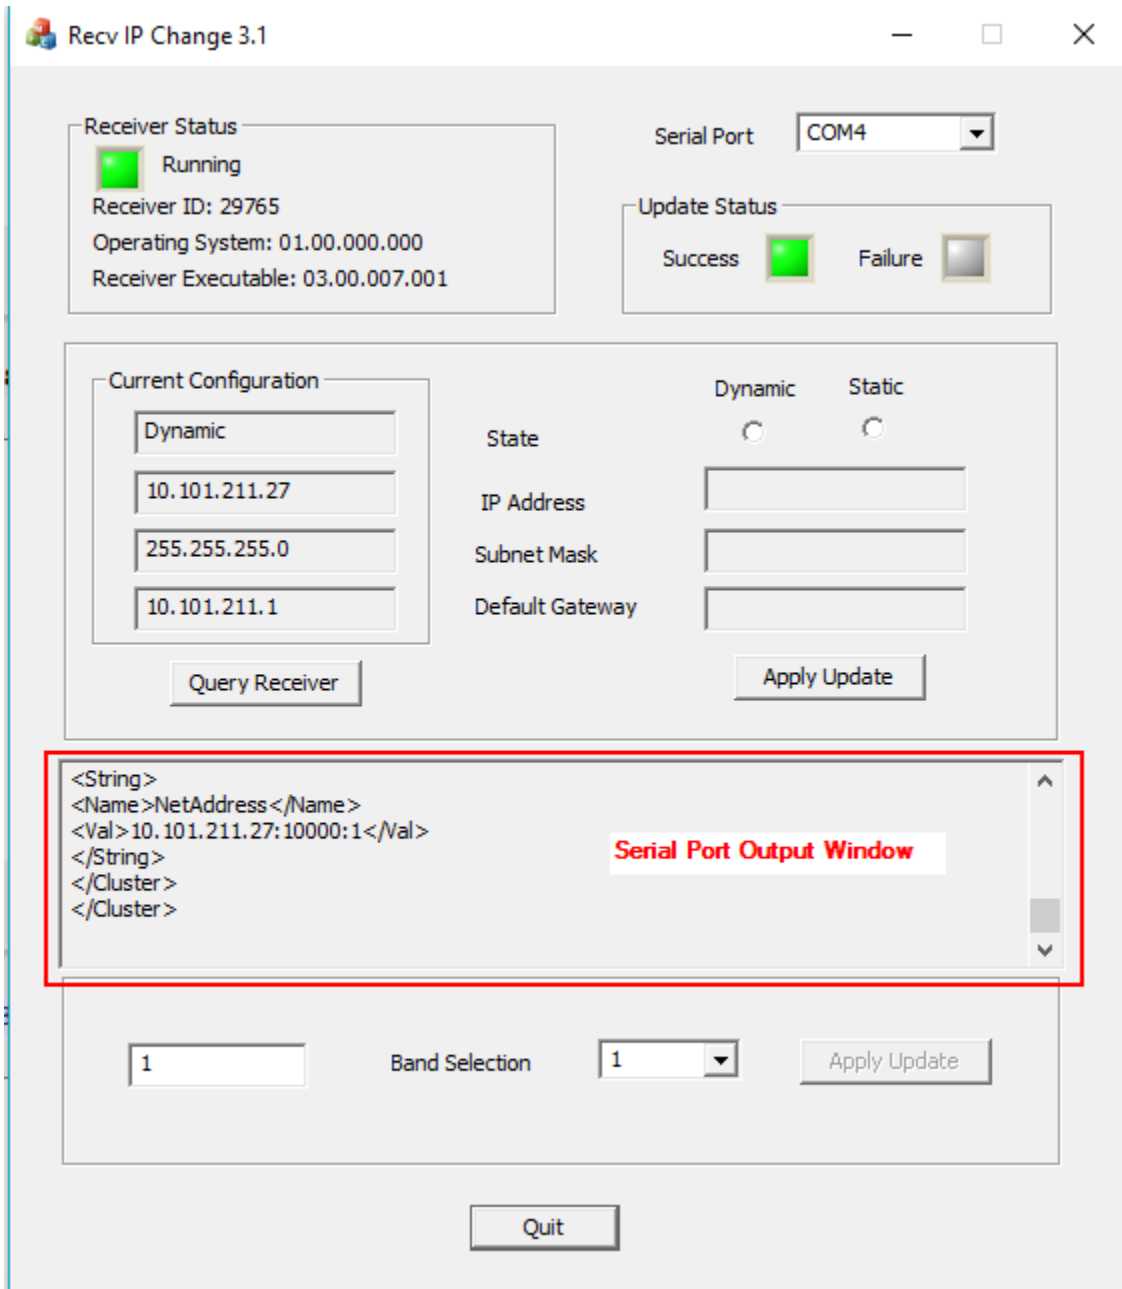 Recv IP Change 3.1
Receiver Status
Running
Receiver ID: 29765
Operating System: 01.00.000.000
Receiver Executable: 03.00.007.001
Serial Port
COM4
Update Status
Success
Failure
Current Configuration
Dynamic
10.101.211.27
255.255.255.0
10.101.211.1
Query Receiver
Dynamic
Static
State
IP Address
Subnet Mask
Default Gateway
Apply Update
<String>
<Name>NetAddress</Name>
<Val>10.101.211.27:10000:1</Val>
</String>
</Cluster>
</Cluster>
Serial Port Output Window
1
Band Selection
1
Apply Update
Quit